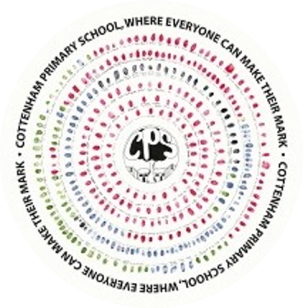 COTTENHAM PRIMARY SCHOOL, WHERE EVERYONE CAN MAKE THEIR MARK •
COTTENHAM PRIMARY SCHOOL, WHERE EVERYONE CAN MAKE THEIR MARK •
cps